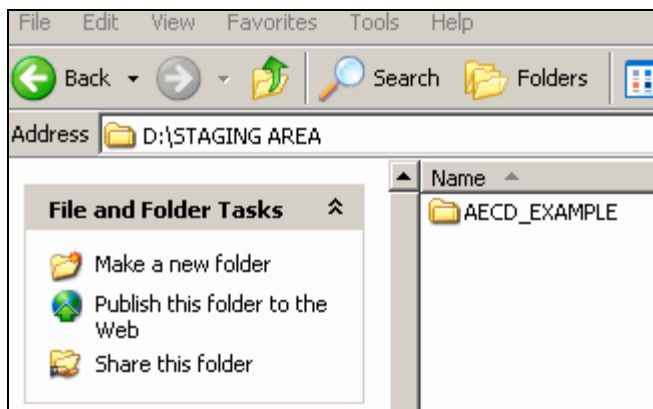 File Edit View Favorites Tools Help
Back Search Folders
Address D:\STAGING AREA
Name
File and Folder Tasks
AECD_EXAMPLE
Make a new folder
Publish this folder to the
Web
Share this folder